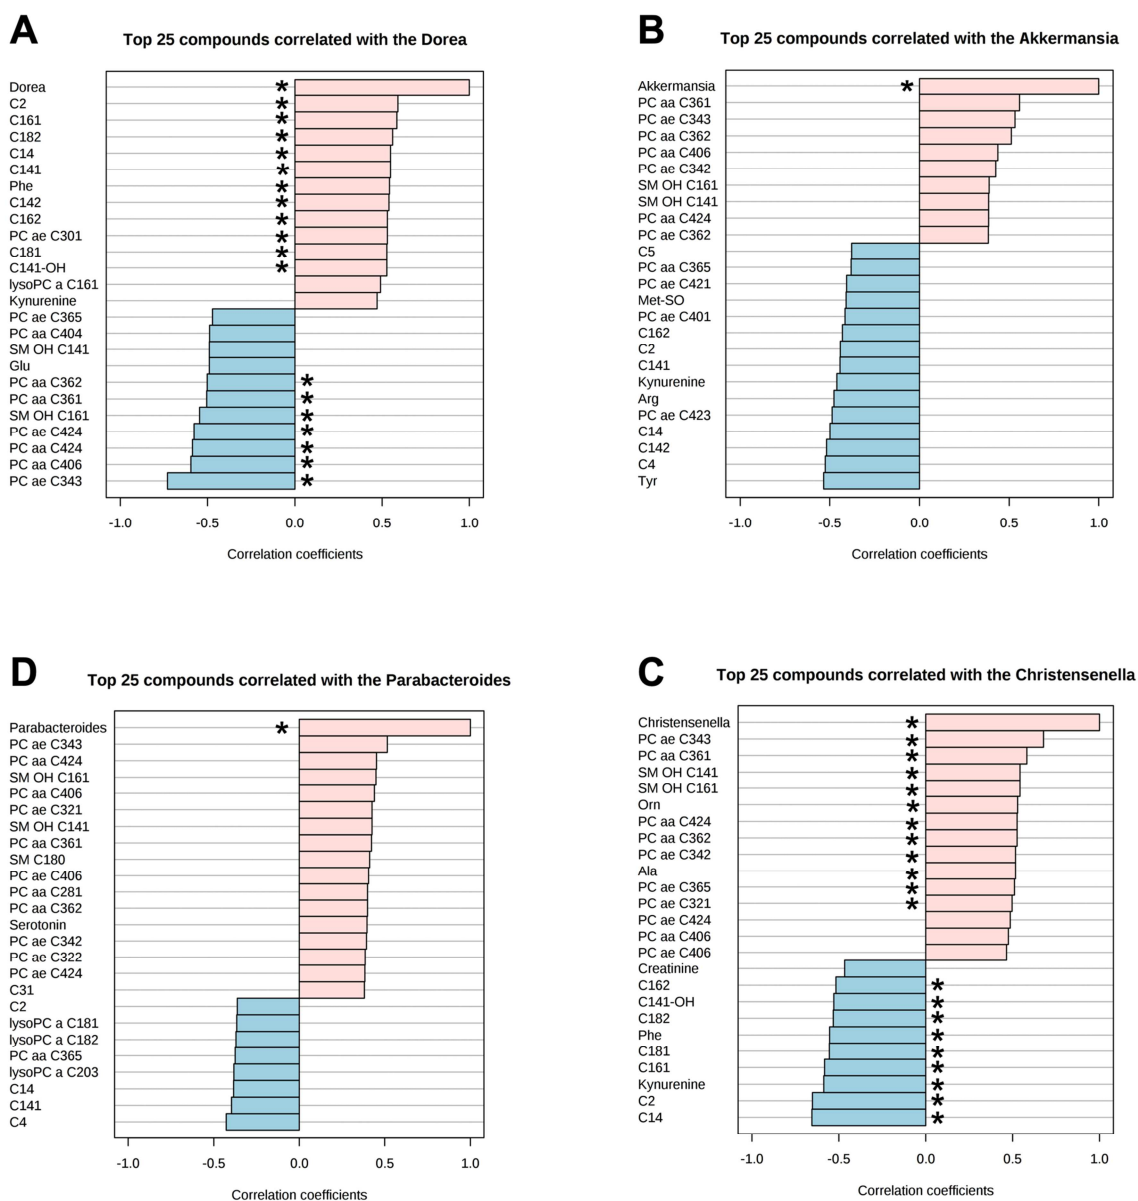 A
Top 25 compounds correlated with the Dorea
Dorea
C2
C161
C182
C14
C141
Phe
C142
C162
PC ae C301
C181
C141-OH
lysoPC a C161
Kynurenine
PC ae C365
PC aa C404
SM OH C141
Glu
PC aa C362
PC aa C361
SM OH C161
PC ae C424
PC aa C424
PC aa C406
PC ae C343
-1.0 -0.5 0.0 0.5 1.0
Correlation coefficients
B
Top 25 compounds correlated with the Akkermansia
Akkermansia
PC aa C361
PC ae C343
PC aa C362
PC aa C406
PC ae C342
SM OH C161
SM OH C141
PC aa C424
PC ae C362
C5
PC aa C365
PC ae C421
Met-SO
PC ae C401
C162
C2
C141
Kynurenine
Arg
PC ae C423
C14
C142
C4
Tyr
-1.0 -0.5 0.0 0.5 1.0
Correlation coefficients
D
Top 25 compounds correlated with the Parabacteroides
Parabacteroides
PC ae C343
PC aa C424
SM OH C161
PC aa C406
PC ae C321
SM OH C141
PC aa C361
SM C180
PC ae C406
PC aa C281
PC aa C362
Serotonin
PC ae C342
PC ae C322
PC ae C424
C31
C2
lysoPC a C181
lysoPC a C182
PC aa C365
lysoPC a C203
C14
C141
C4
-1.0 -0.5 0.0 0.5 1.0
Correlation coefficients
C
Top 25 compounds correlated with the Christensenella
Christensenella
PC ae C343
PC aa C361
SM OH C141
SM OH C161
Orn
PC aa C424
PC aa C362
PC ae C342
Ala
PC ae C365
PC ae C321
PC ae C424
PC aa C406
PC ae C406
Creatinine
C162
C141-OH
C182
Phe
C181
C161
Kynurenine
C2
C14
-1.0 -0.5 0.0 0.5 1.0
Correlation coefficients